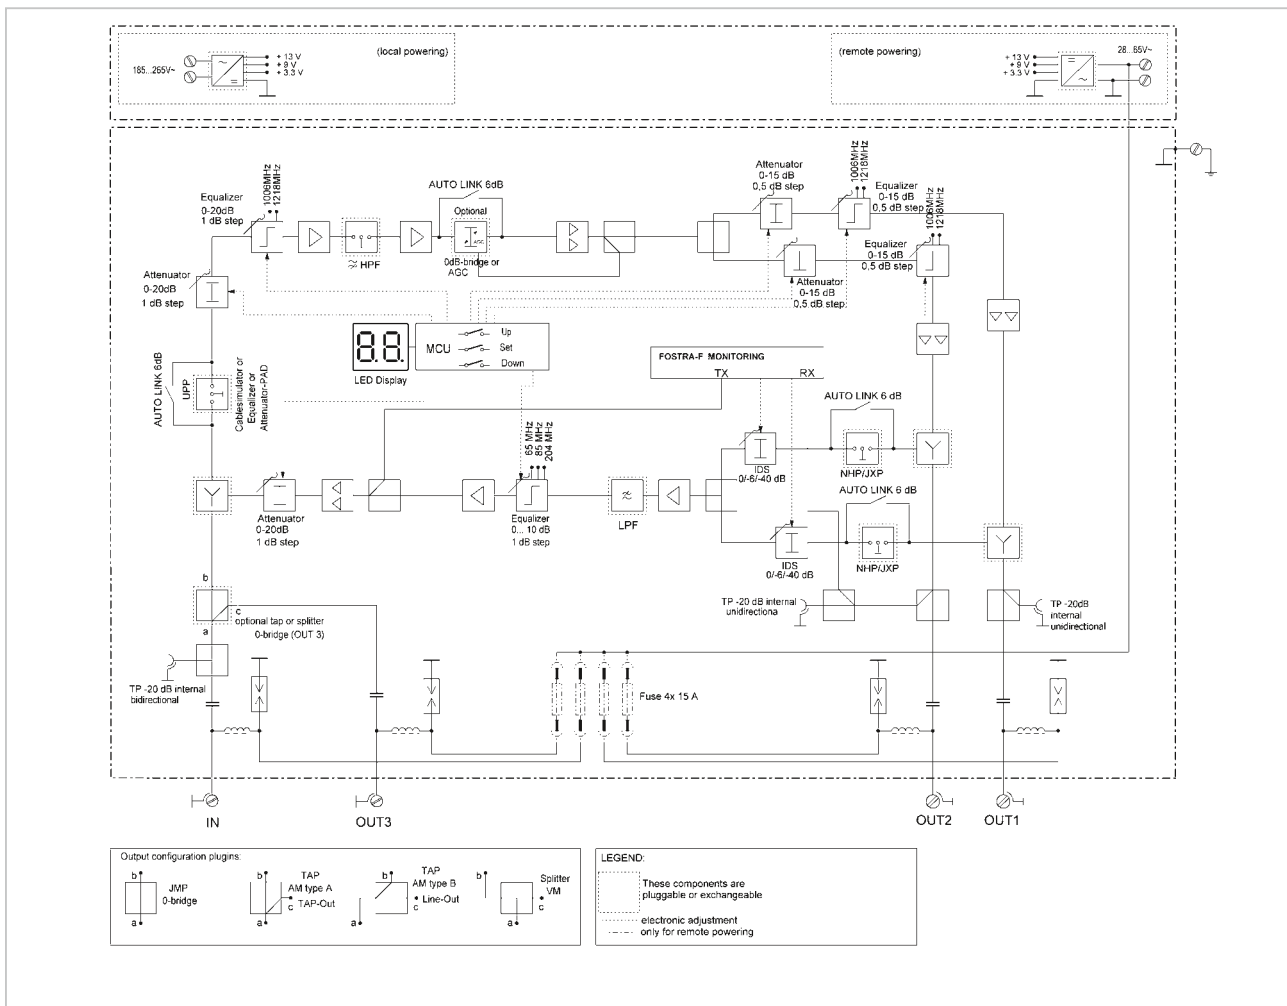 (local powering)
185...265V~
+ 13 V
+ 9 V
+ 3.3 V
(remote powering)
28...65V~
+ 13 V
+ 9 V
+ 3.3 V
Equalizer
0-20dB
1 dB step
1006MHz
1218MHz
AUTO LINK 6dB
Optional
AGC
0dB-bridge or
AGC
HPF
Attenuator
0-15 dB
0,5 dB step
1006MHz
1218MHz
Equalizer
0-15 dB
0,5 dB step
1006MHz
1218MHz
Equalizer
0-15 dB
0,5 dB step
Attenuator
0-15 dB
0,5 dB step
Attenuator
0-20dB
1 dB step
MCU
Up
Set
Down
8.8.
LED Display
AUTO LINK 6dB
UPP
Cablesimulator or
Equalizer or
Attenuator-PAD
FOSTRA-F MONITORING
TX
RX
AUTO LINK 6 dB
65 MHz
85 MHz
204 MHz
IDS
0/-6/-40 dB
NHP/JXP
AUTO LINK 6 dB
Attenuator
0-20dB
1 dB step
Equalizer
0... 10 dB
1 dB step
LPF
IDS
0/-6/-40 dB
NHP/JXP
b
c
optional tap or splitter
0-bridge (OUT 3)
a
TP -20 dB internal
unidirectiona
TP -20dB
internal
unidirectional
TP -20 dB internal
bidirectional
Fuse 4x 15 A
IN
OUT3
OUT2
OUT1
Output configuration plugins:
b
JMP
0-bridge
a
b
TAP
AM type A
c
TAP-Out
a
b
TAP
AM type B
Line-Out
c
a
b
Splitter
VM
c
a
LEGEND:
These components are
pluggable or exchangeable
electronic adjustment
only for remote powering